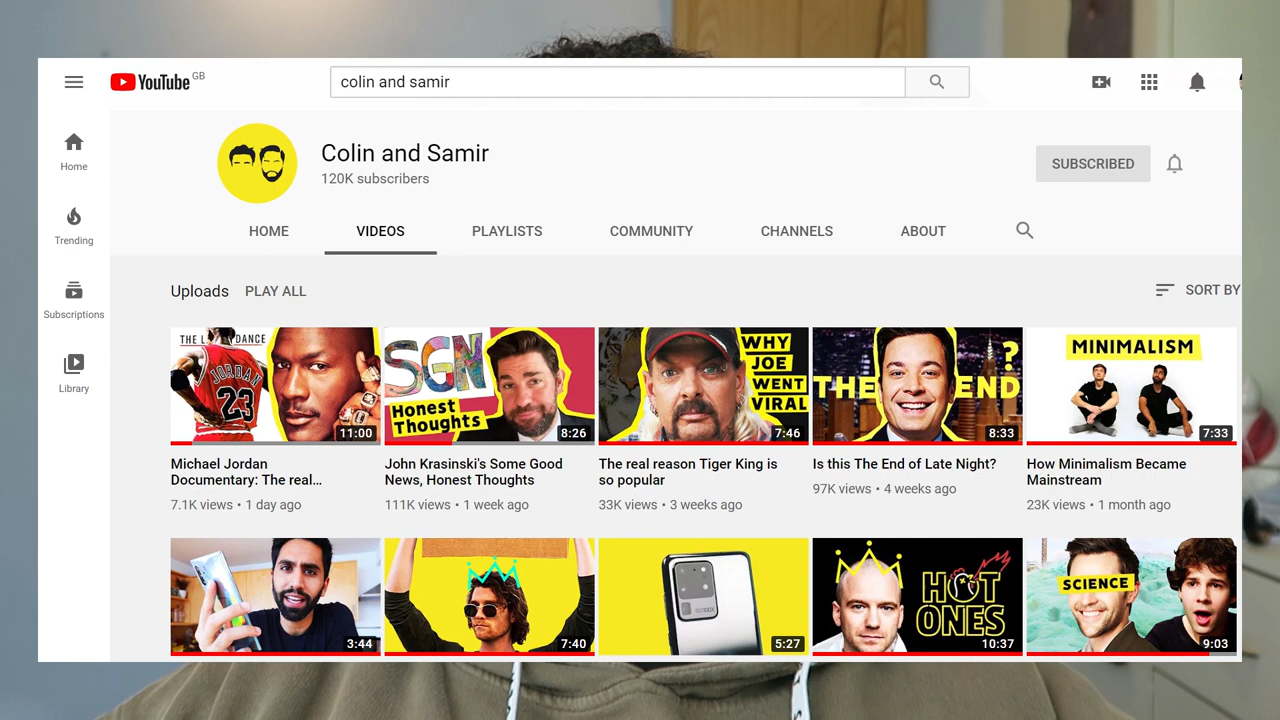 YouTube GB
colin and samir
Home
Trending
Subscriptions
Library
Colin and Samir
120K subscribers
SUBSCRIBED
HOME VIDEOS PLAYLISTS COMMUNITY CHANNELS ABOUT
Uploads PLAY ALL
SORT BY
THE L DANCE
JORDAN
23
11:00
Michael Jordan
Documentary: The real…
7.1K views • 1 day ago
SGN
Honest
Thoughts
8:26
John Krasinski's Some Good
News, Honest Thoughts
111K views • 1 week ago
WHY
JOE
WENT
VIRAL
7:46
The real reason Tiger King is
so popular
33K views • 3 weeks ago
THE END ?
8:33
Is this The End of Late Night?
97K views • 4 weeks ago
MINIMALISM
7:33
How Minimalism Became
Mainstream
23K views • 1 month ago
3:44
7:40
5:27
HOT
ONES
10:37
SCIENCE
9:03